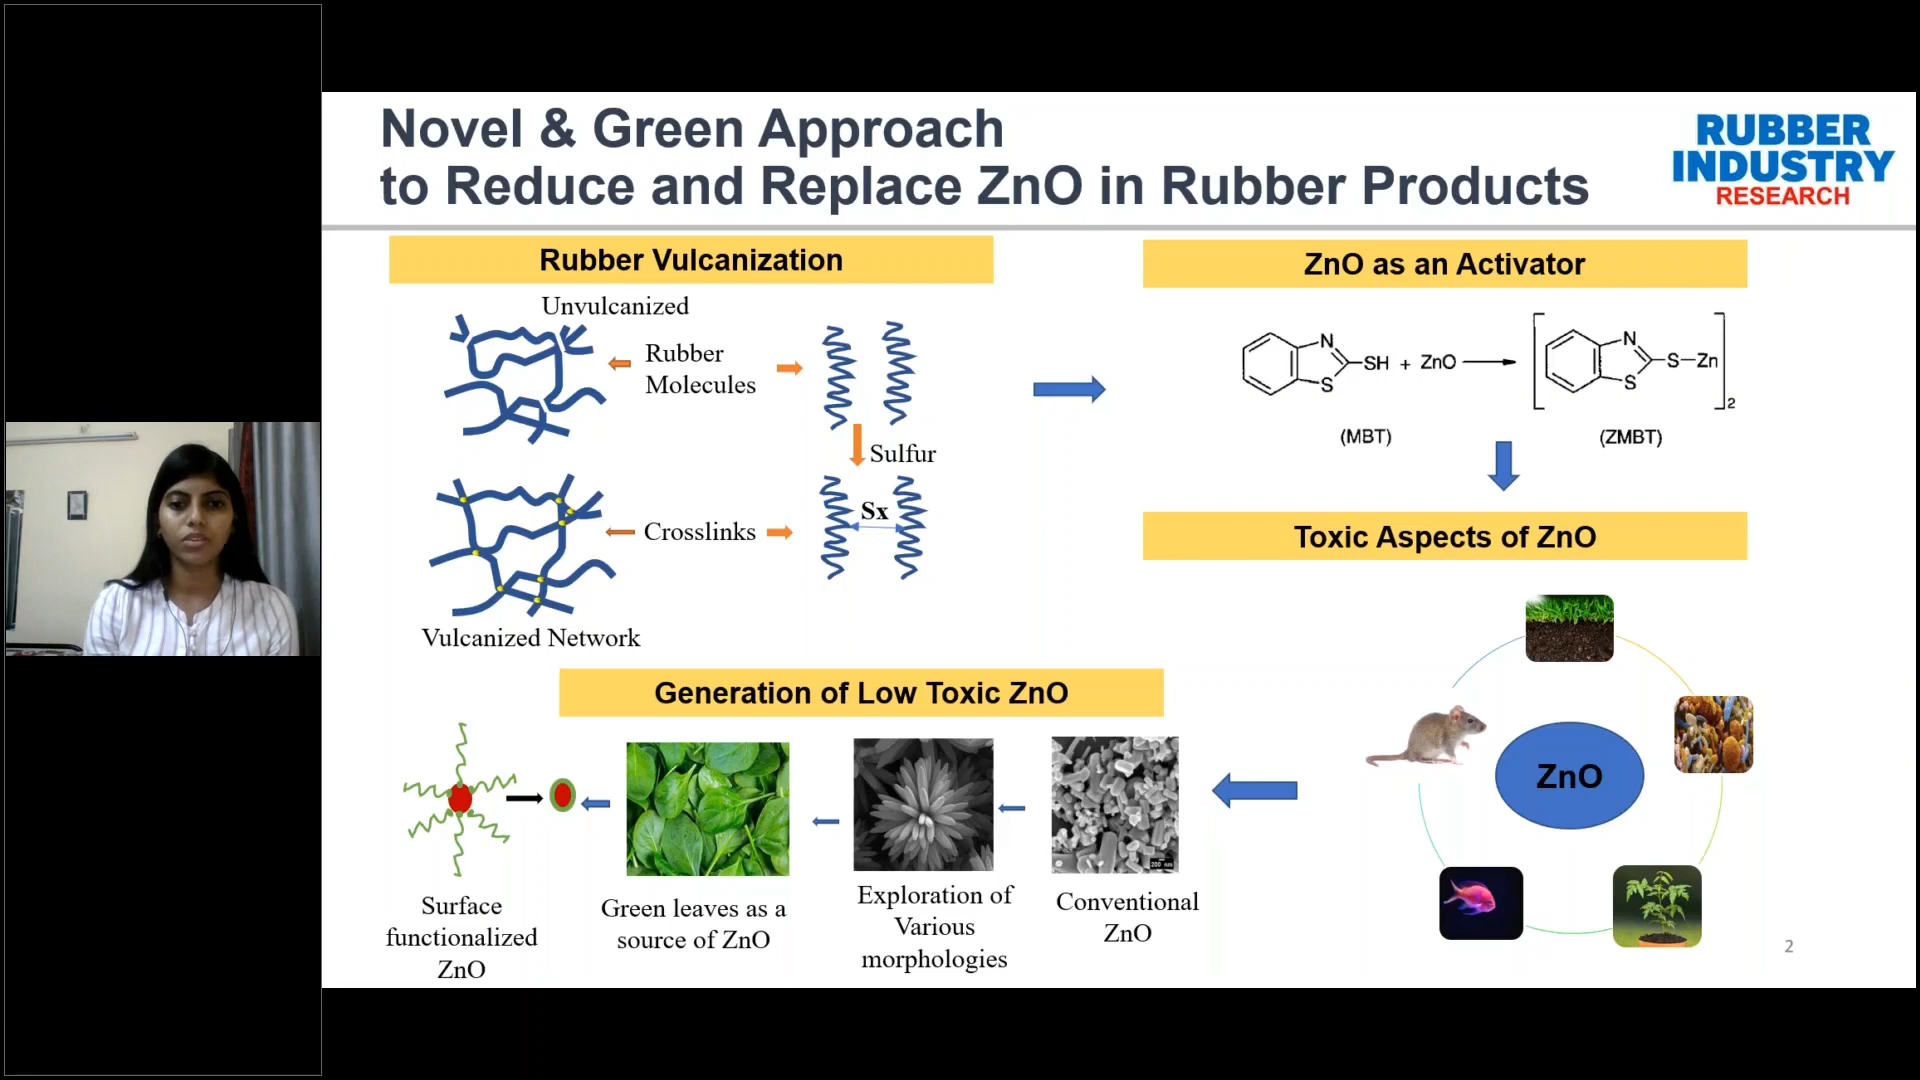 Novel & Green Approach
to Reduce and Replace ZnO in Rubber Products
RUBBER
INDUSTRY
RESEARCH
Rubber Vulcanization
Unvulcanized
Rubber
Molecules
Sulfur
Sx
Crosslinks
Vulcanized Network
ZnO as an Activator
N
S
SH + ZnO
N
S
S-Zn
2
(MBT)
(ZMBT)
Toxic Aspects of ZnO
ZnO
Generation of Low Toxic ZnO
Surface
functionalized
ZnO
Green leaves as a
source of ZnO
Exploration of
Various
morphologies
200 nm
Conventional
ZnO
2